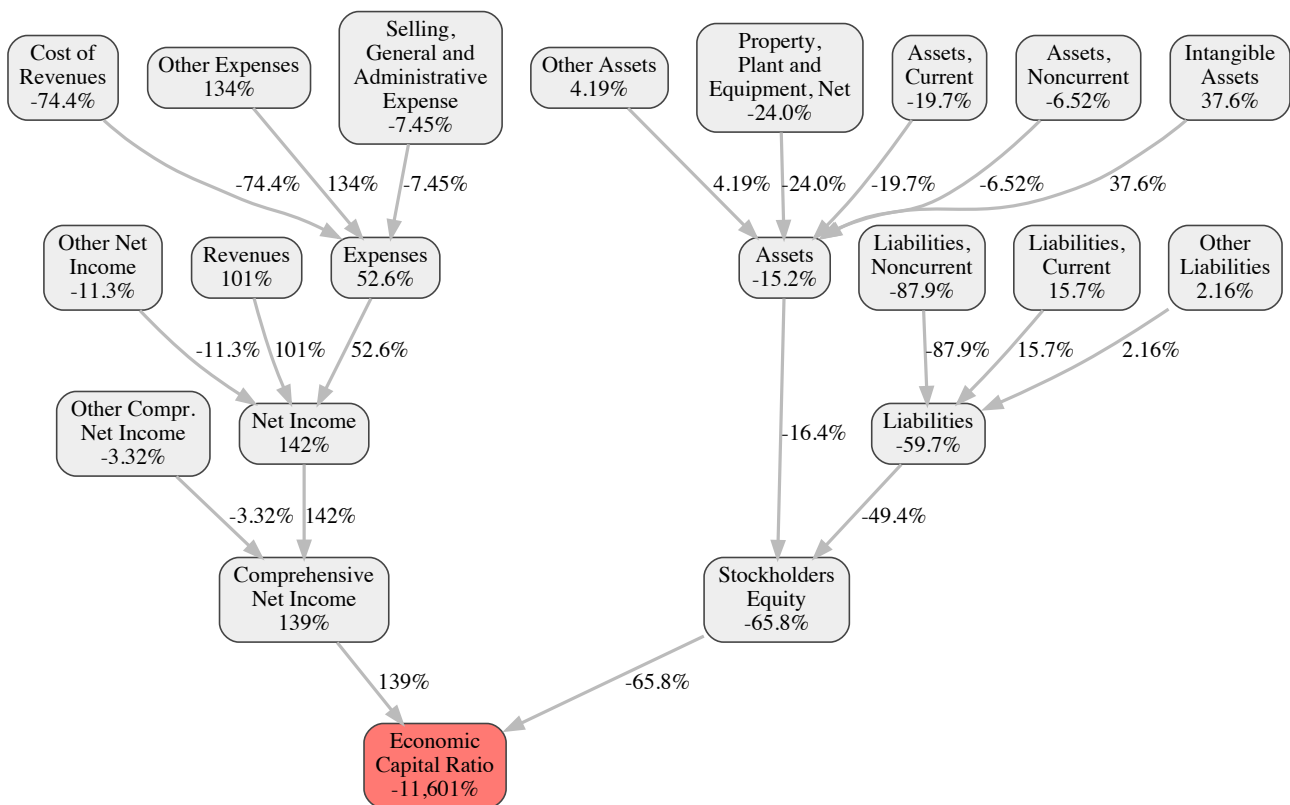 Cost of
Revenues
-74.4%
Other Expenses
134%
Selling,
General and
Administrative
Expense
-7.45%
Other Assets
4.19%
Property,
Plant and
Equipment, Net
-24.0%
Assets,
Current
-19.7%
Assets,
Noncurrent
-6.52%
Intangible
Assets
37.6%
-74.4%
134%
-7.45%
4.19%
-24.0%
-19.7%
-6.52%
37.6%
Other Net
Income
-11.3%
Revenues
101%
Expenses
52.6%
Assets
-15.2%
Liabilities,
Noncurrent
-87.9%
Liabilities,
Current
15.7%
Other
Liabilities
2.16%
-11.3%
101%
52.6%
-87.9%
15.7%
2.16%
Other Compr.
Net Income
-3.32%
Net Income
142%
-16.4%
Liabilities
-59.7%
-3.32%
142%
-49.4%
Comprehensive
Net Income
139%
Stockholders
Equity
-65.8%
139%
-65.8%
Economic
Capital Ratio
-11,601%